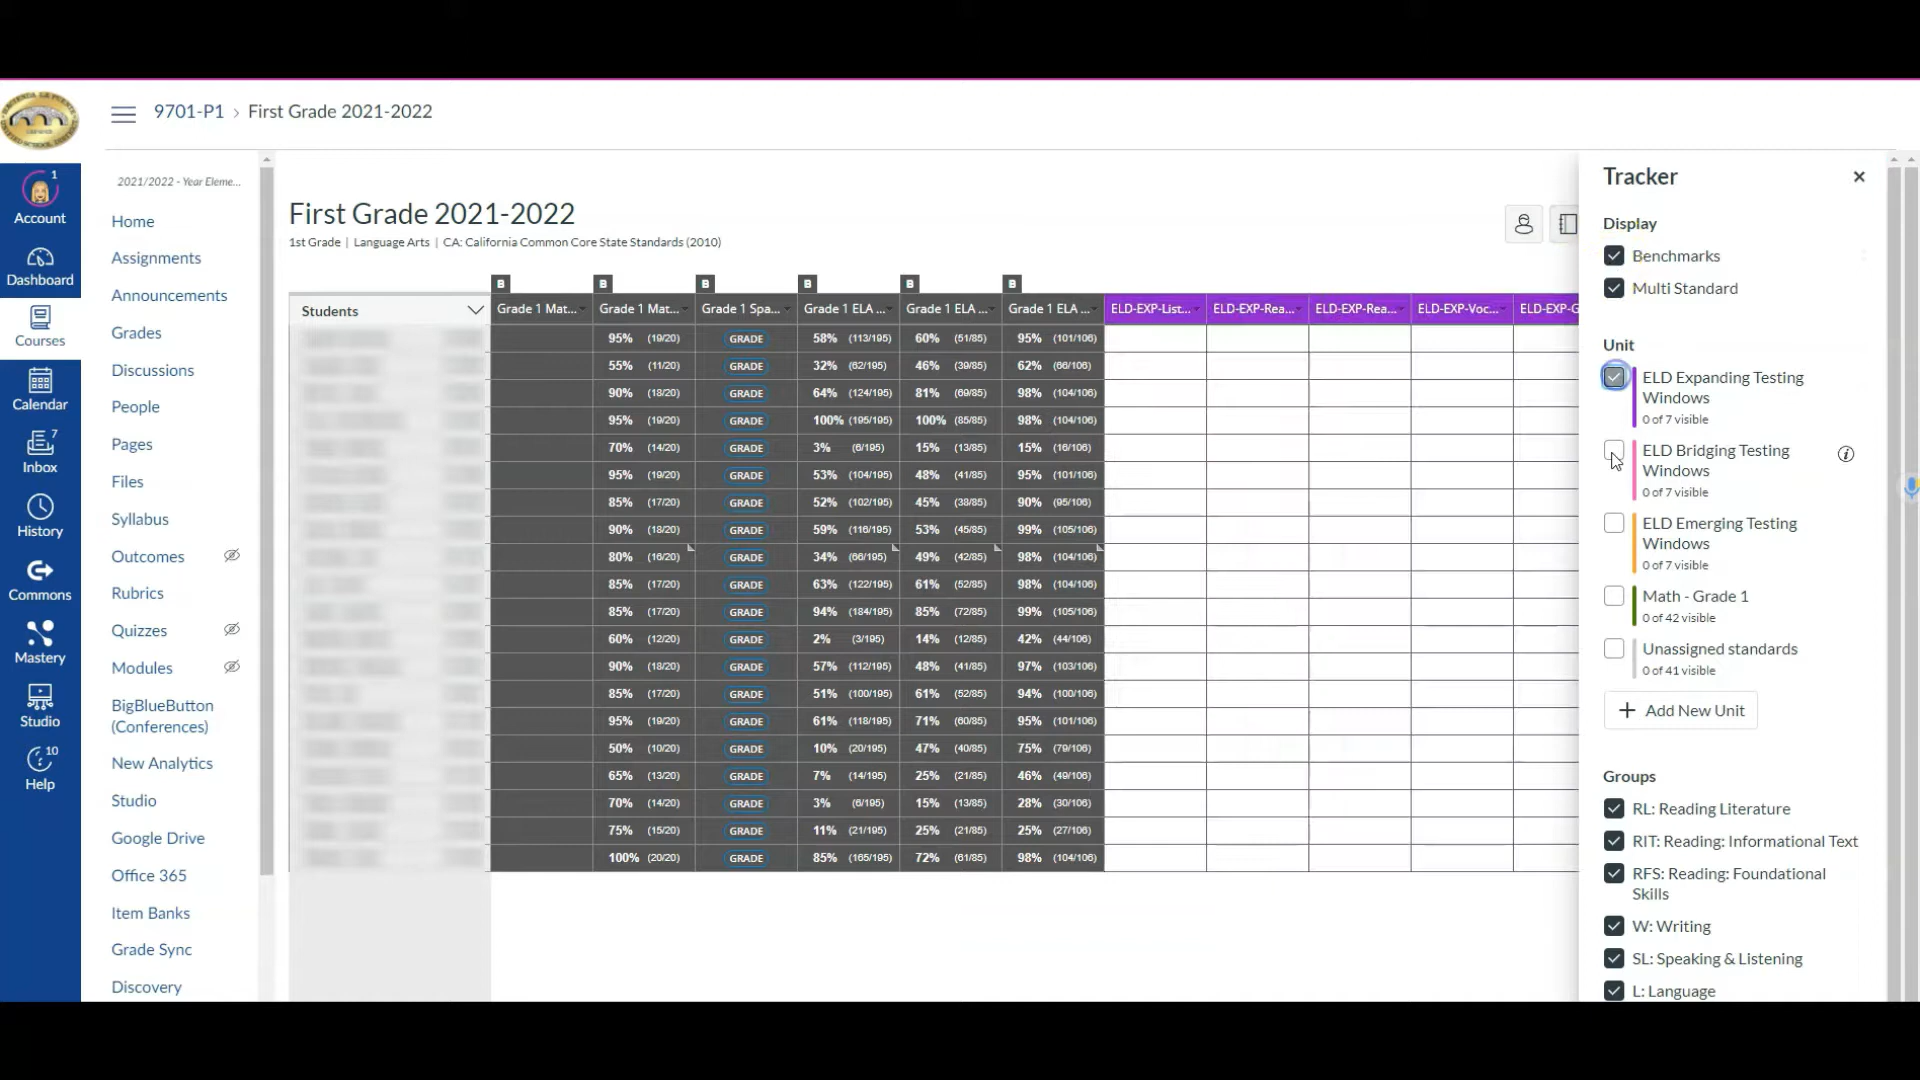 9701-P1 › First Grade 2021-2022
1
Account
Dashboard
Courses
Calendar
7
Inbox
History
Commons
Mastery
Studio
10
Help
2021/2022 - Year Eleme...
Home
Assignments
Announcements
Grades
Discussions
People
Pages
Files
Syllabus
Outcomes
Rubrics
Quizzes
Modules
BigBlueButton
(Conferences)
New Analytics
Studio
Google Drive
Office 365
Item Banks
Grade Sync
Discovery
First Grade 2021-2022
1st Grade | Language Arts | CA: California Common Core State Standards (2010)
B B B B B B
Students Grade 1 Mat... Grade 1 Mat... Grade 1 Spa... Grade 1 ELA ... Grade 1 ELA ... Grade 1 ELA ... ELD-EXP-List... ELD-EXP-Rea... ELD-EXP-Rea... ELD-EXP-Voc... ELD-EXP-G
95% (19/20) GRADE 58% (113/195) 60% (51/85) 95% (101/106)
55% (11/20) GRADE 32% (62/195) 46% (39/85) 62% (66/106)
90% (18/20) GRADE 64% (124/195) 81% (69/85) 98% (104/106)
95% (19/20) GRADE 100% (195/195) 100% (85/85) 98% (104/106)
70% (14/20) GRADE 3% (6/195) 15% (13/85) 15% (16/106)
95% (19/20) GRADE 53% (104/195) 48% (41/85) 95% (101/106)
85% (17/20) GRADE 52% (102/195) 45% (38/85) 90% (95/106)
90% (18/20) GRADE 59% (116/195) 53% (45/85) 99% (105/106)
80% (16/20) GRADE 34% (66/195) 49% (42/85) 98% (104/106)
85% (17/20) GRADE 63% (122/195) 61% (52/85) 98% (104/106)
85% (17/20) GRADE 94% (184/195) 85% (72/85) 99% (105/106)
60% (12/20) GRADE 2% (3/195) 14% (12/85) 42% (44/106)
90% (18/20) GRADE 57% (112/195) 48% (41/85) 97% (103/106)
85% (17/20) GRADE 51% (100/195) 61% (52/85) 94% (100/106)
95% (19/20) GRADE 61% (118/195) 71% (60/85) 95% (101/106)
50% (10/20) GRADE 10% (20/195) 47% (40/85) 75% (79/106)
65% (13/20) GRADE 7% (14/195) 25% (21/85) 46% (49/106)
70% (14/20) GRADE 3% (6/195) 15% (13/85) 28% (30/106)
75% (15/20) GRADE 11% (21/195) 25% (21/85) 25% (27/106)
100% (20/20) GRADE 85% (165/195) 72% (61/85) 98% (104/106)
Tracker
Display
Benchmarks
Multi Standard
Unit
ELD Expanding Testing
Windows
0 of 7 visible
ELD Bridging Testing
Windows
0 of 7 visible
ELD Emerging Testing
Windows
0 of 7 visible
Math - Grade 1
0 of 42 visible
Unassigned standards
0 of 41 visible
+ Add New Unit
Groups
RL: Reading Literature
RIT: Reading: Informational Text
RFS: Reading: Foundational
Skills
W: Writing
SL: Speaking & Listening
L: Language